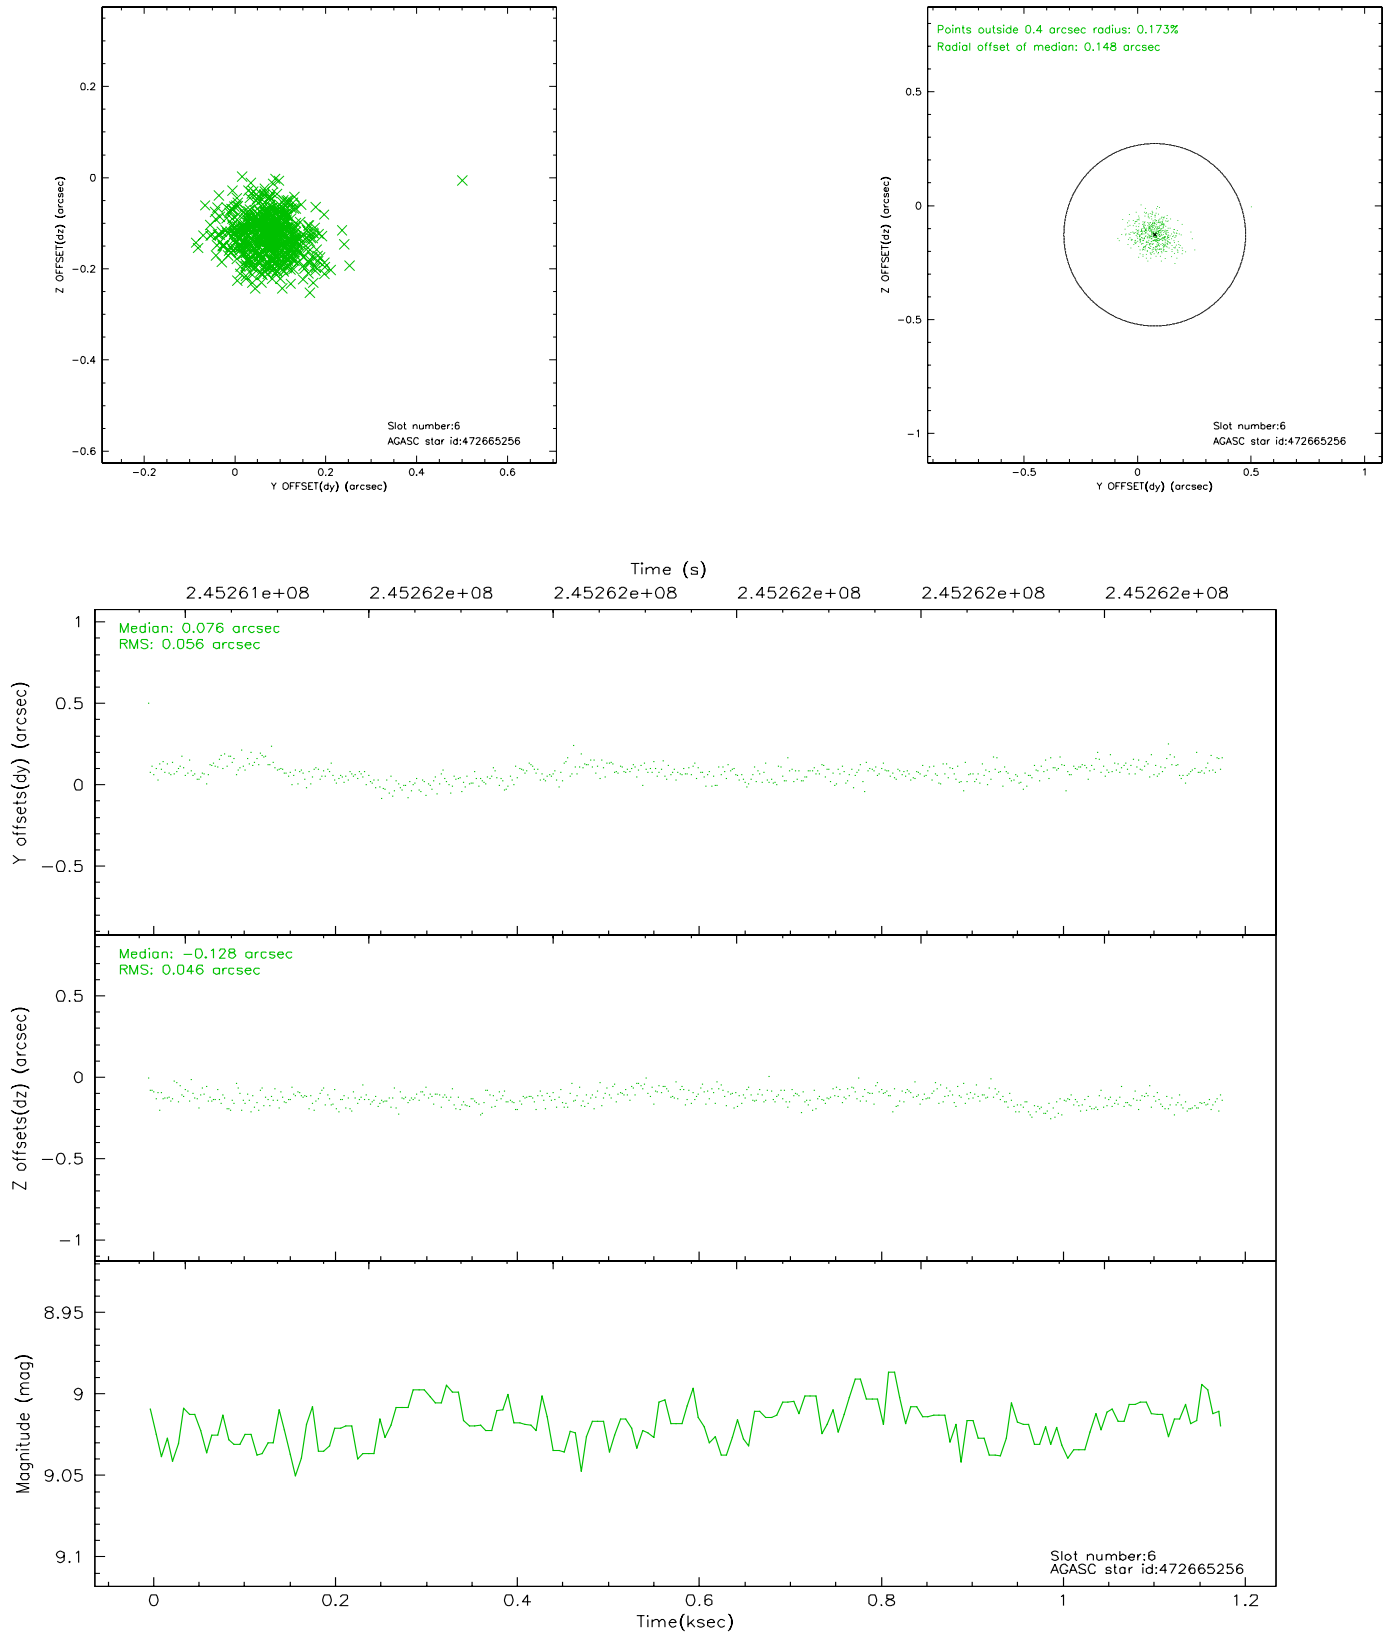 0.2
0
−0.2
−0.4
−0.6
Z OFFSET(dz) (arcsec)
Slot number:6
AGASC star id:472665256
−0.2 0 0.2 0.4 0.6
Y OFFSET(dy) (arcsec)
Points outside 0.4 arcsec radius: 0.173%
Radial offset of median: 0.148 arcsec
0.5
0
−0.5
−1
Z OFFSET(dz) (arcsec)
Slot number:6
AGASC star id:472665256
−0.5 0 0.5 1
Y OFFSET(dy) (arcsec)
Time (s)
2.45261e+08 2.45262e+08 2.45262e+08 2.45262e+08 2.45262e+08 2.45262e+08
Median: 0.076 arcsec
RMS: 0.056 arcsec
1
0.5
0
−0.5
Y offsets(dy) (arcsec)
Median: −0.128 arcsec
RMS: 0.046 arcsec
0.5
0
−0.5
−1
Z offsets(dz) (arcsec)
8.95
9
9.05
9.1
Magnitude (mag)
Slot number:6
AGASC star id:472665256
0 0.2 0.4 0.6 0.8 1 1.2
Time(ksec)